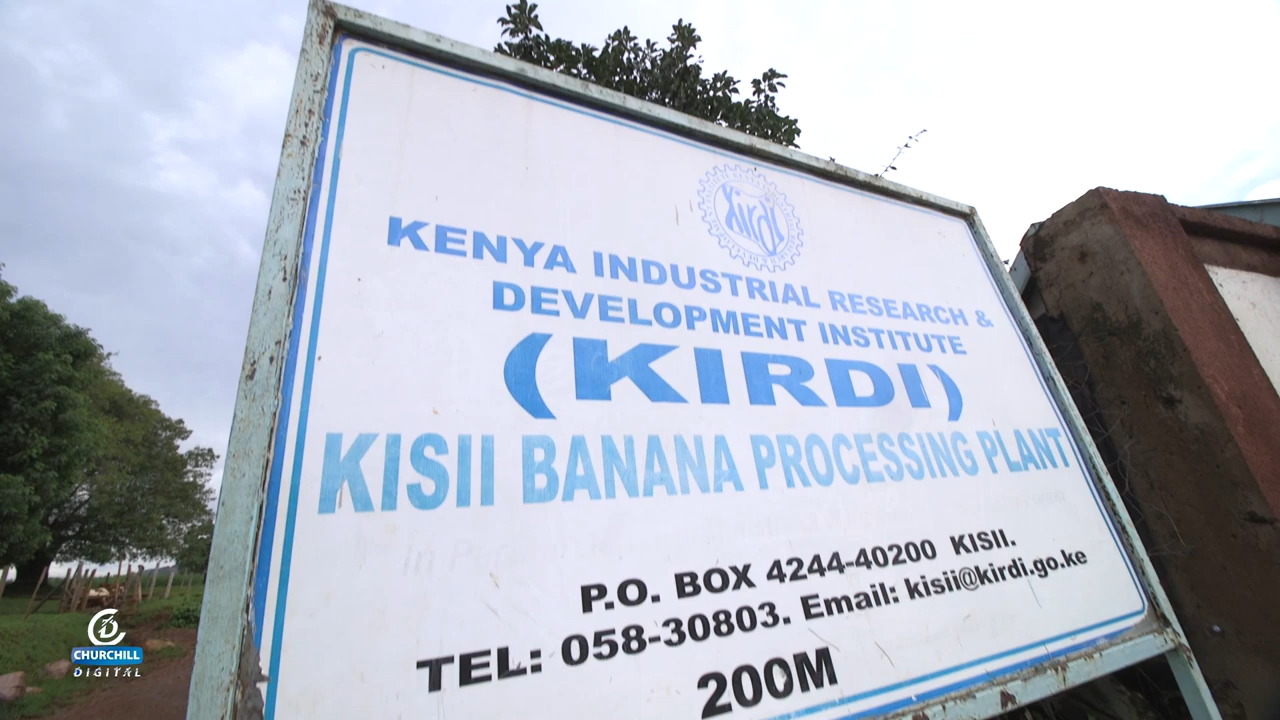 Kirdi
KENYA INDUSTRIAL RESEARCH &
DEVELOPMENT INSTITUTE
(KIRDI)
KISII BANANA PROCESSING PLANT
P.O. BOX 4244-40200 KISII.
TEL: 058-30803. Email: kisii@kirdi.go.ke
200M
CHURCHILL
DIGITAL